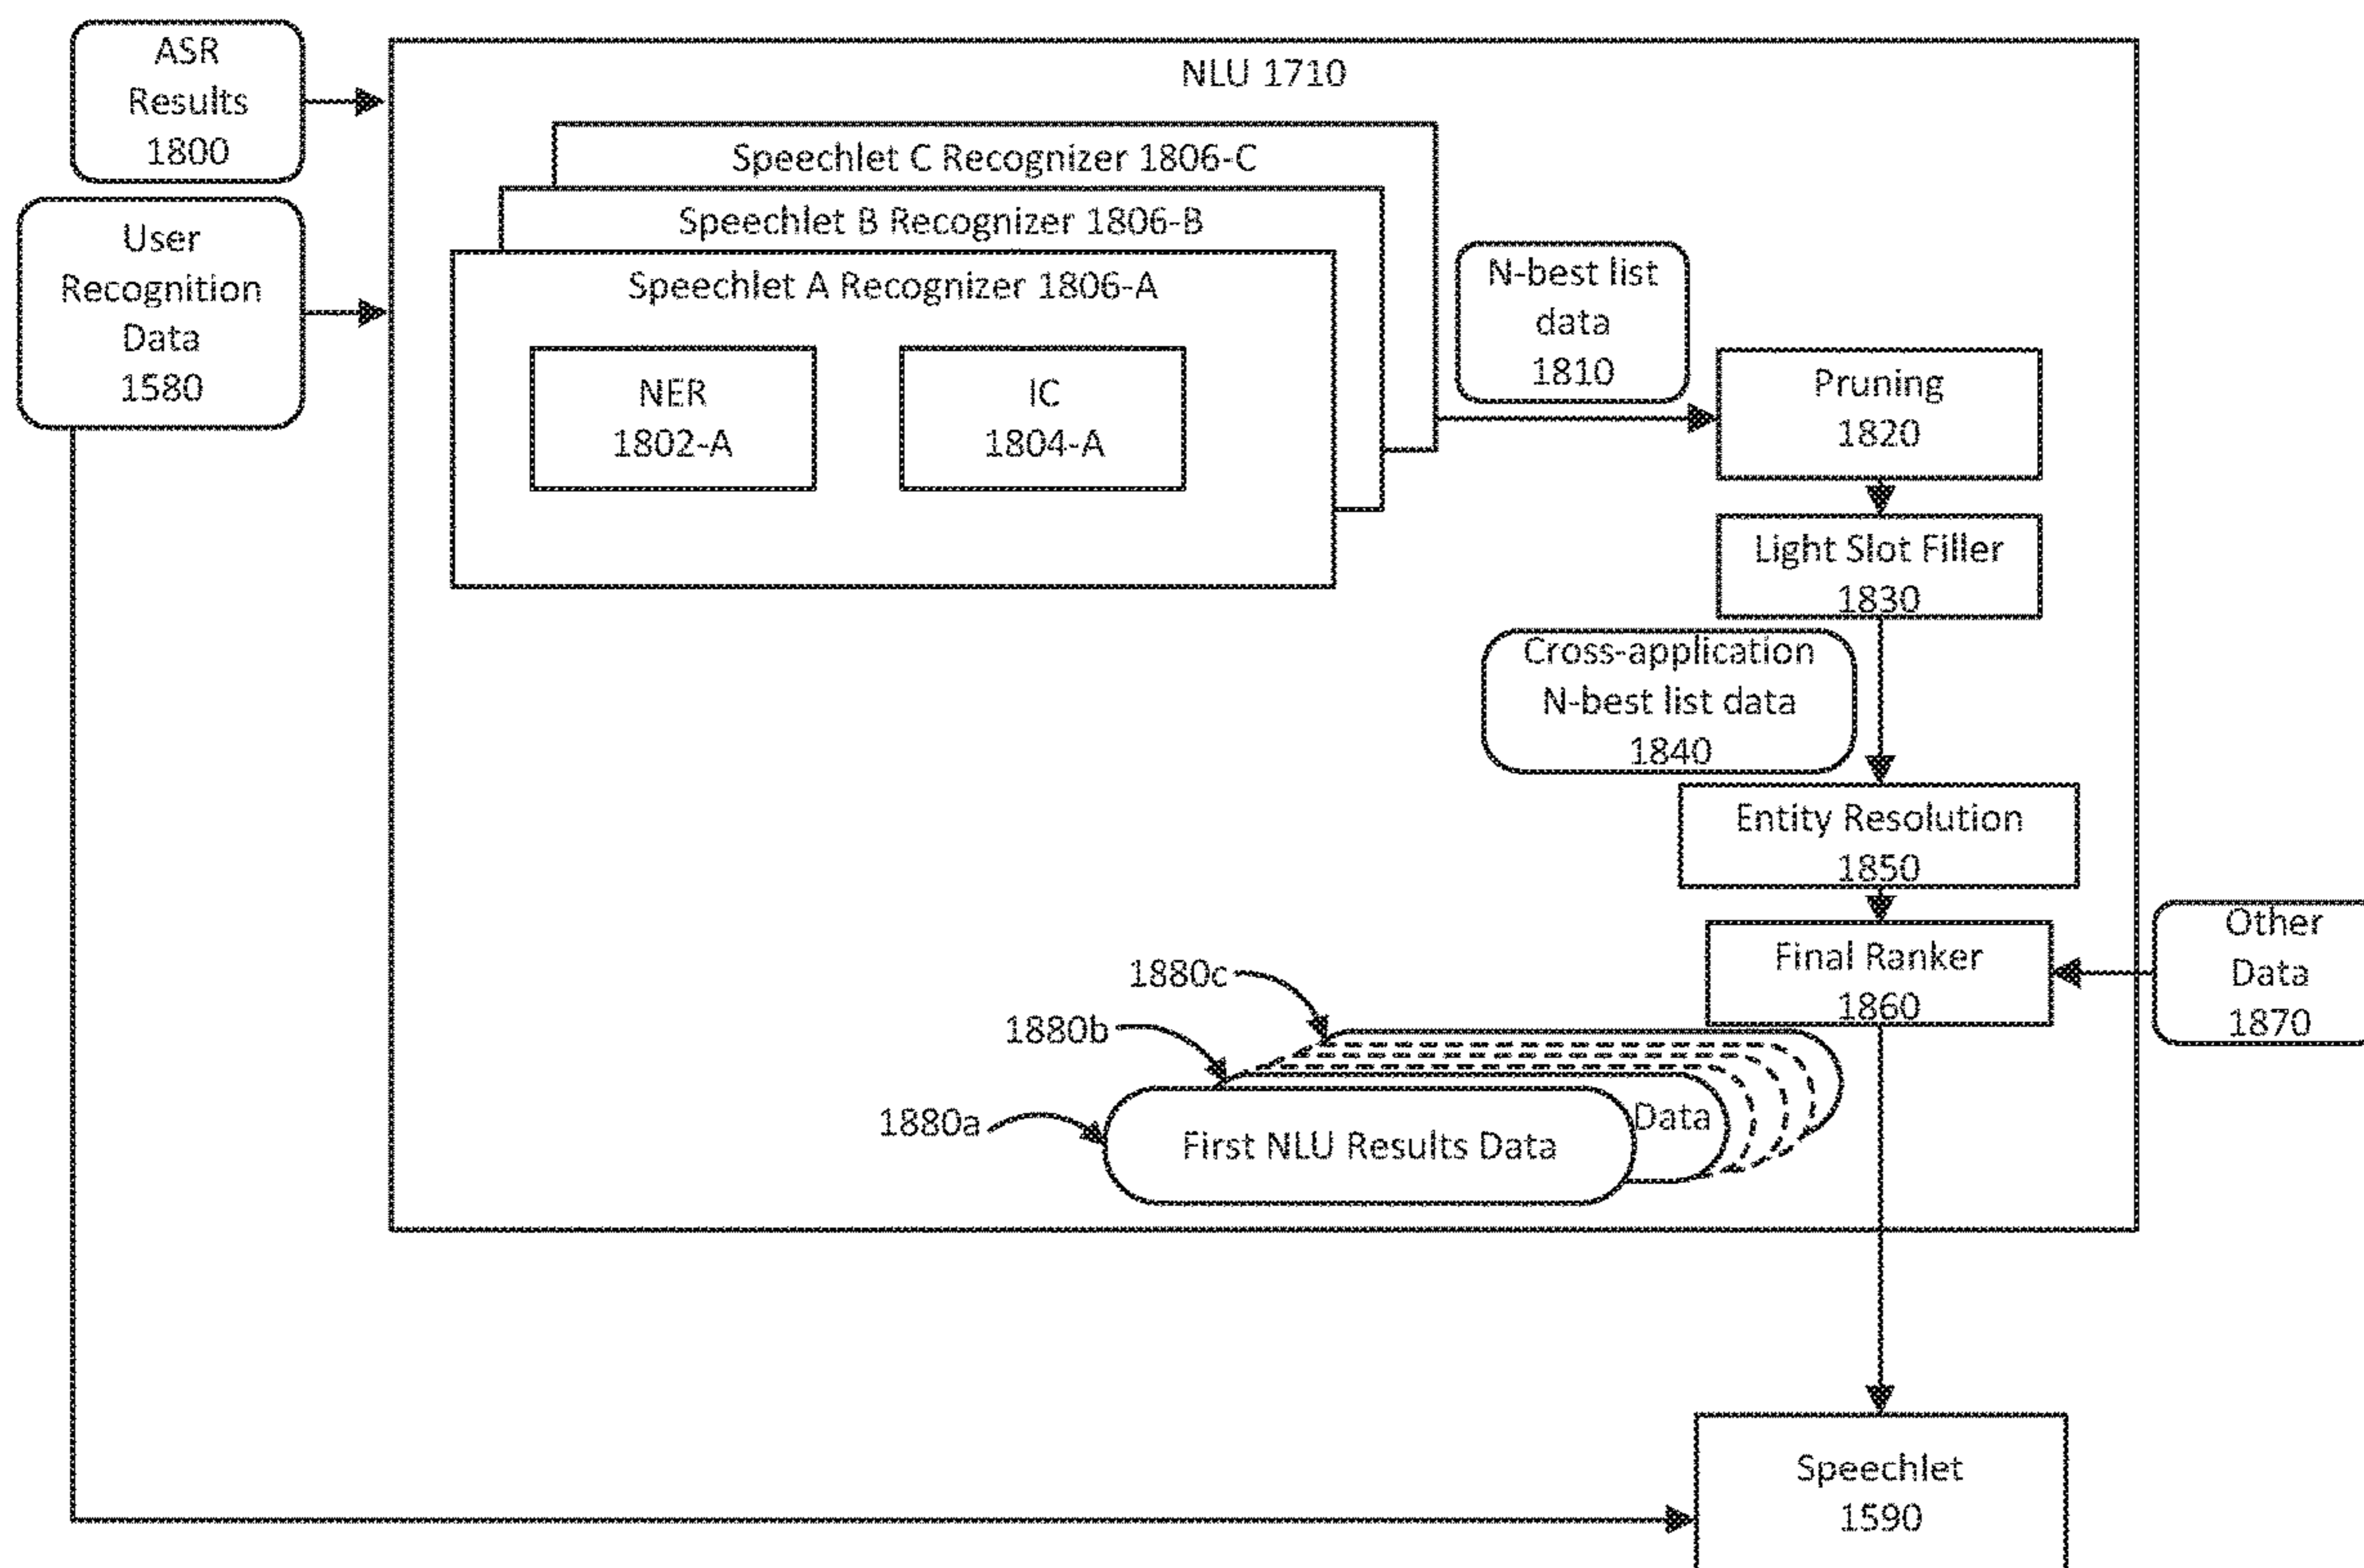 ASR
Results
1800
User
Recognition
Data
1580
NLU 1710
Speechlet C Recognizer 1806-C
Speechlet B Recognizer 1806-B
Speechlet A Recognizer 1806-A
NER
1802-A
IC
1804-A
N-best list
data
1810
Pruning
1820
Light Slot Filler
1830
Cross-application
N-best list data
1840
Entity Resolution
1850
Final Ranker
1860
Other
Data
1870
1880c
1880b
1880a
First NLU Results Data
Data
Speechlet
1590